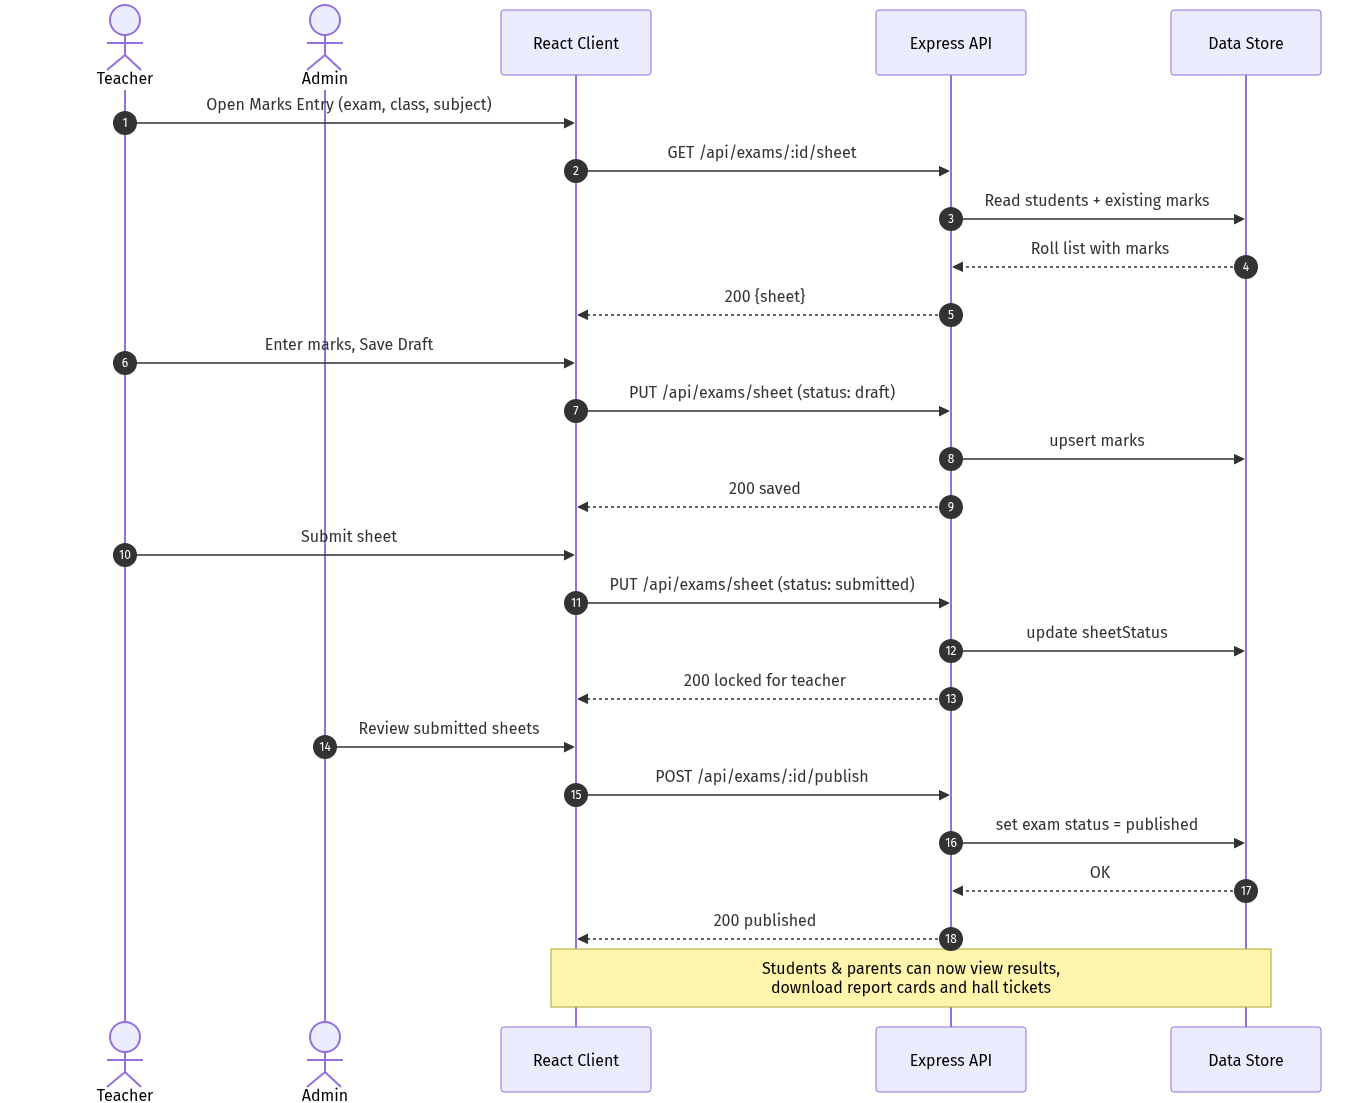 Teacher
Admin
React Client
Express API
Data Store
Open Marks Entry (exam, class, subject)
1
GET /api/exams/:id/sheet
2
Read students + existing marks
3
Roll list with marks
4
200 {sheet}
5
Enter marks, Save Draft
6
PUT /api/exams/sheet (status: draft)
7
upsert marks
8
200 saved
9
Submit sheet
10
PUT /api/exams/sheet (status: submitted)
11
update sheetStatus
12
200 locked for teacher
13
Review submitted sheets
14
POST /api/exams/:id/publish
15
set exam status = published
16
OK
17
200 published
18
Students & parents can now view results,
download report cards and hall tickets
Teacher
Admin
React Client
Express API
Data Store